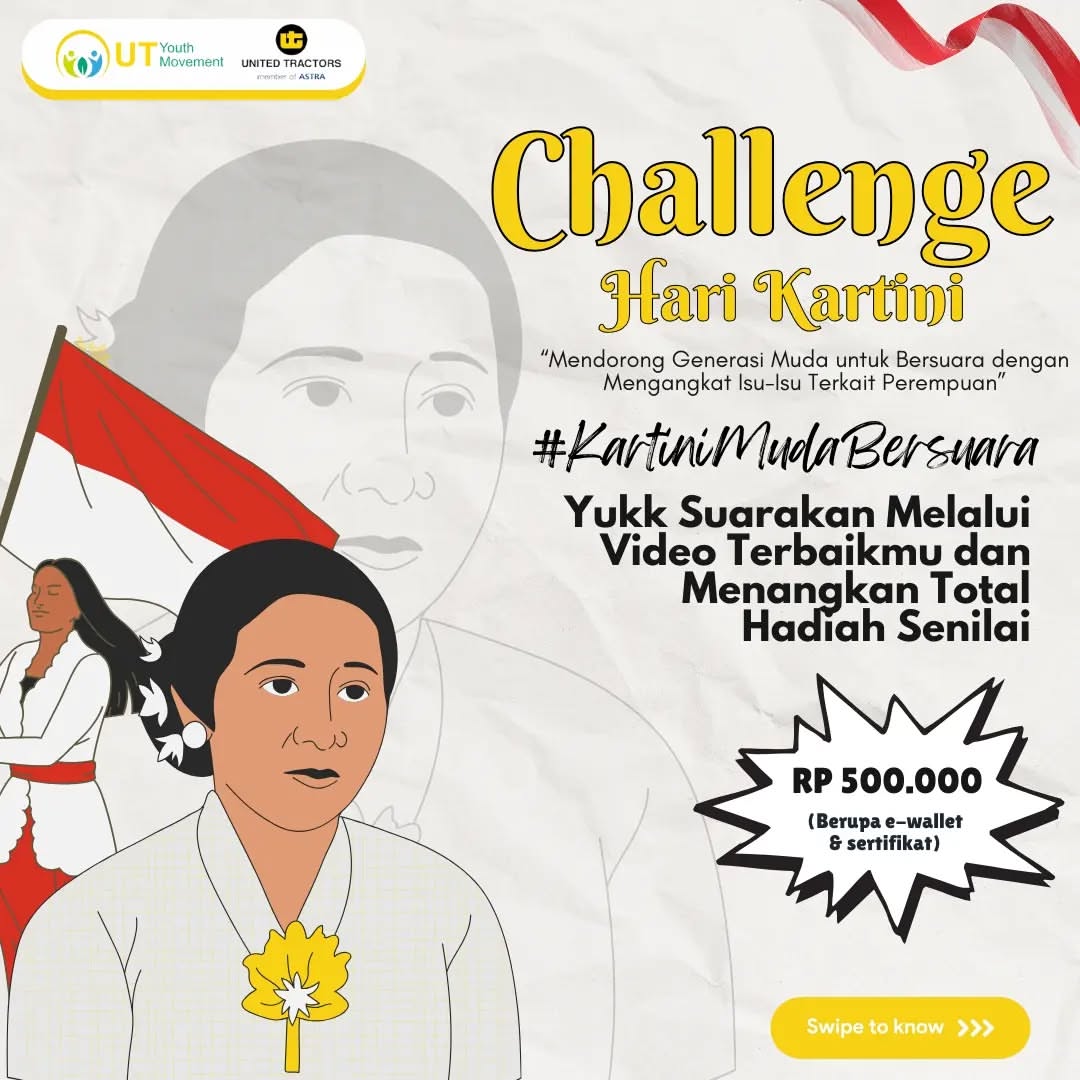 UT Youth
Movement
ut
UNITED TRACTORS
member of ASTRA
Challenge
Hari Kartini
“Mendorong Generasi Muda untuk Bersuara dengan
Mengangkat Isu-Isu Terkait Perempuan”
#KartiniMudaBersuara
Yukk Suarakan Melalui
Video Terbaikmu dan
Menangkan Total
Hadiah Senilai
RP 500.000
(Berupa e-wallet
& sertifikat)
Swipe to know